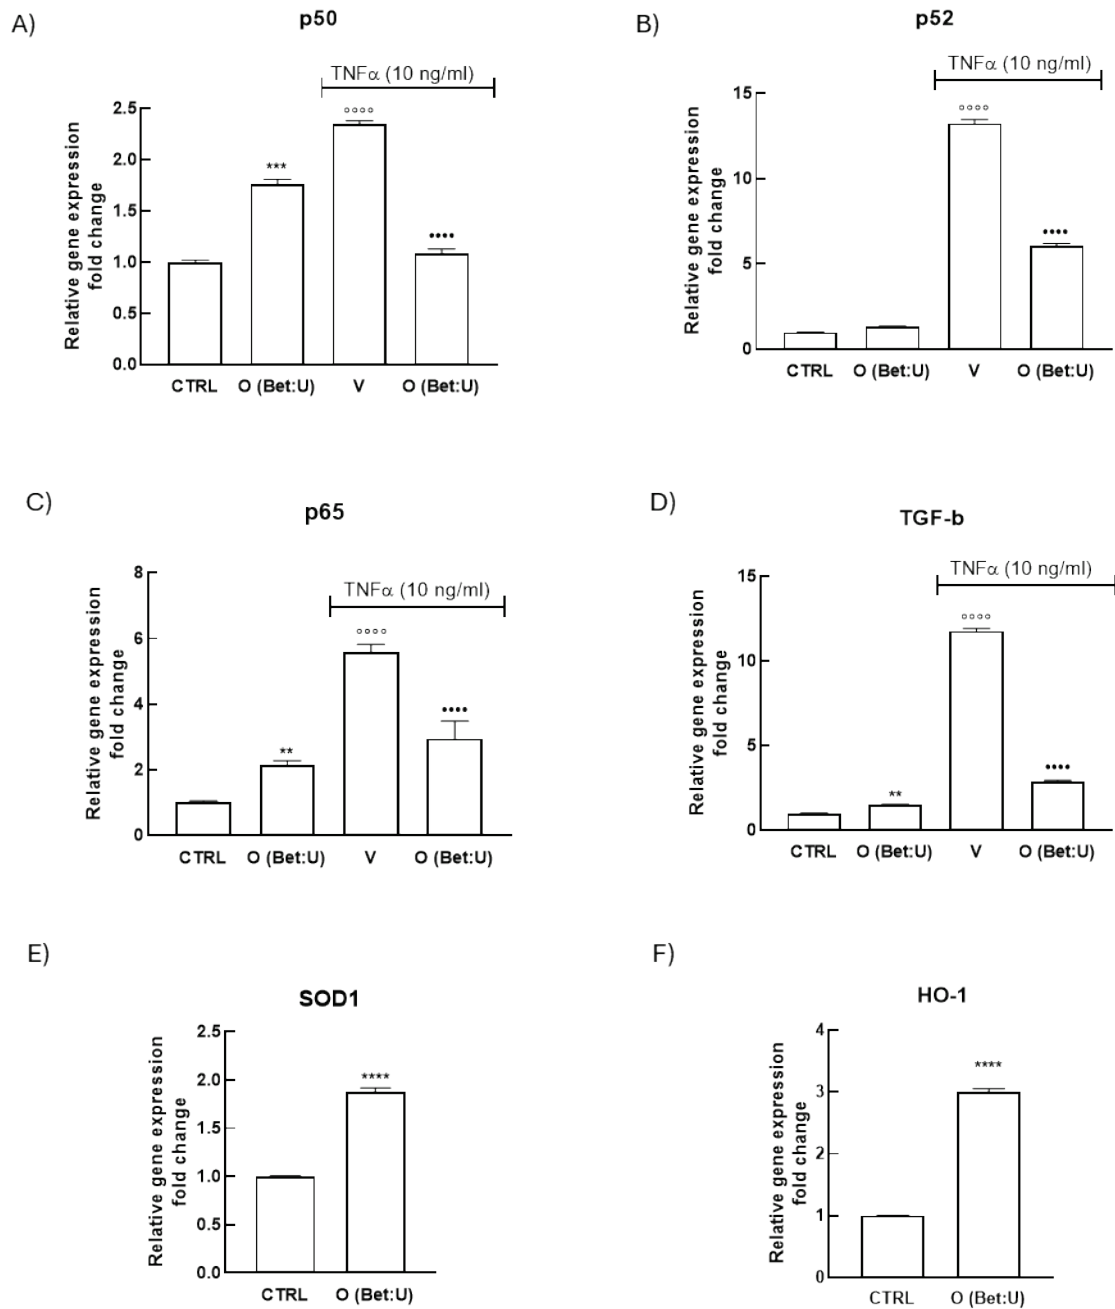 A)
p50
TNFα (10 ng/ml)
Relative gene expression
fold change
2.5
2.0
1.5
1.0
0.5
0.0
***
°°°°
••••
CTRL O (Bet:U) V O (Bet:U)
B)
p52
TNFα (10 ng/ml)
Relative gene expression
fold change
15
10
5
0
°°°°
••••
CTRL O (Bet:U) V O (Bet:U)
C)
p65
TNFα (10 ng/ml)
Relative gene expression
fold change
8
6
4
2
0
**
°°°°
••••
CTRL O (Bet:U) V O (Bet:U)
D)
TGF-b
TNFα (10 ng/ml)
Relative gene expression
fold change
15
10
5
0
**
°°°°
••••
CTRL O (Bet:U) V O (Bet:U)
E)
SOD1
Relative gene expression
fold change
2.5
2.0
1.5
1.0
0.5
0.0
****
CTRL O (Bet:U)
F)
HO-1
Relative gene expression
fold change
4
3
2
1
0
****
CTRL O (Bet:U)